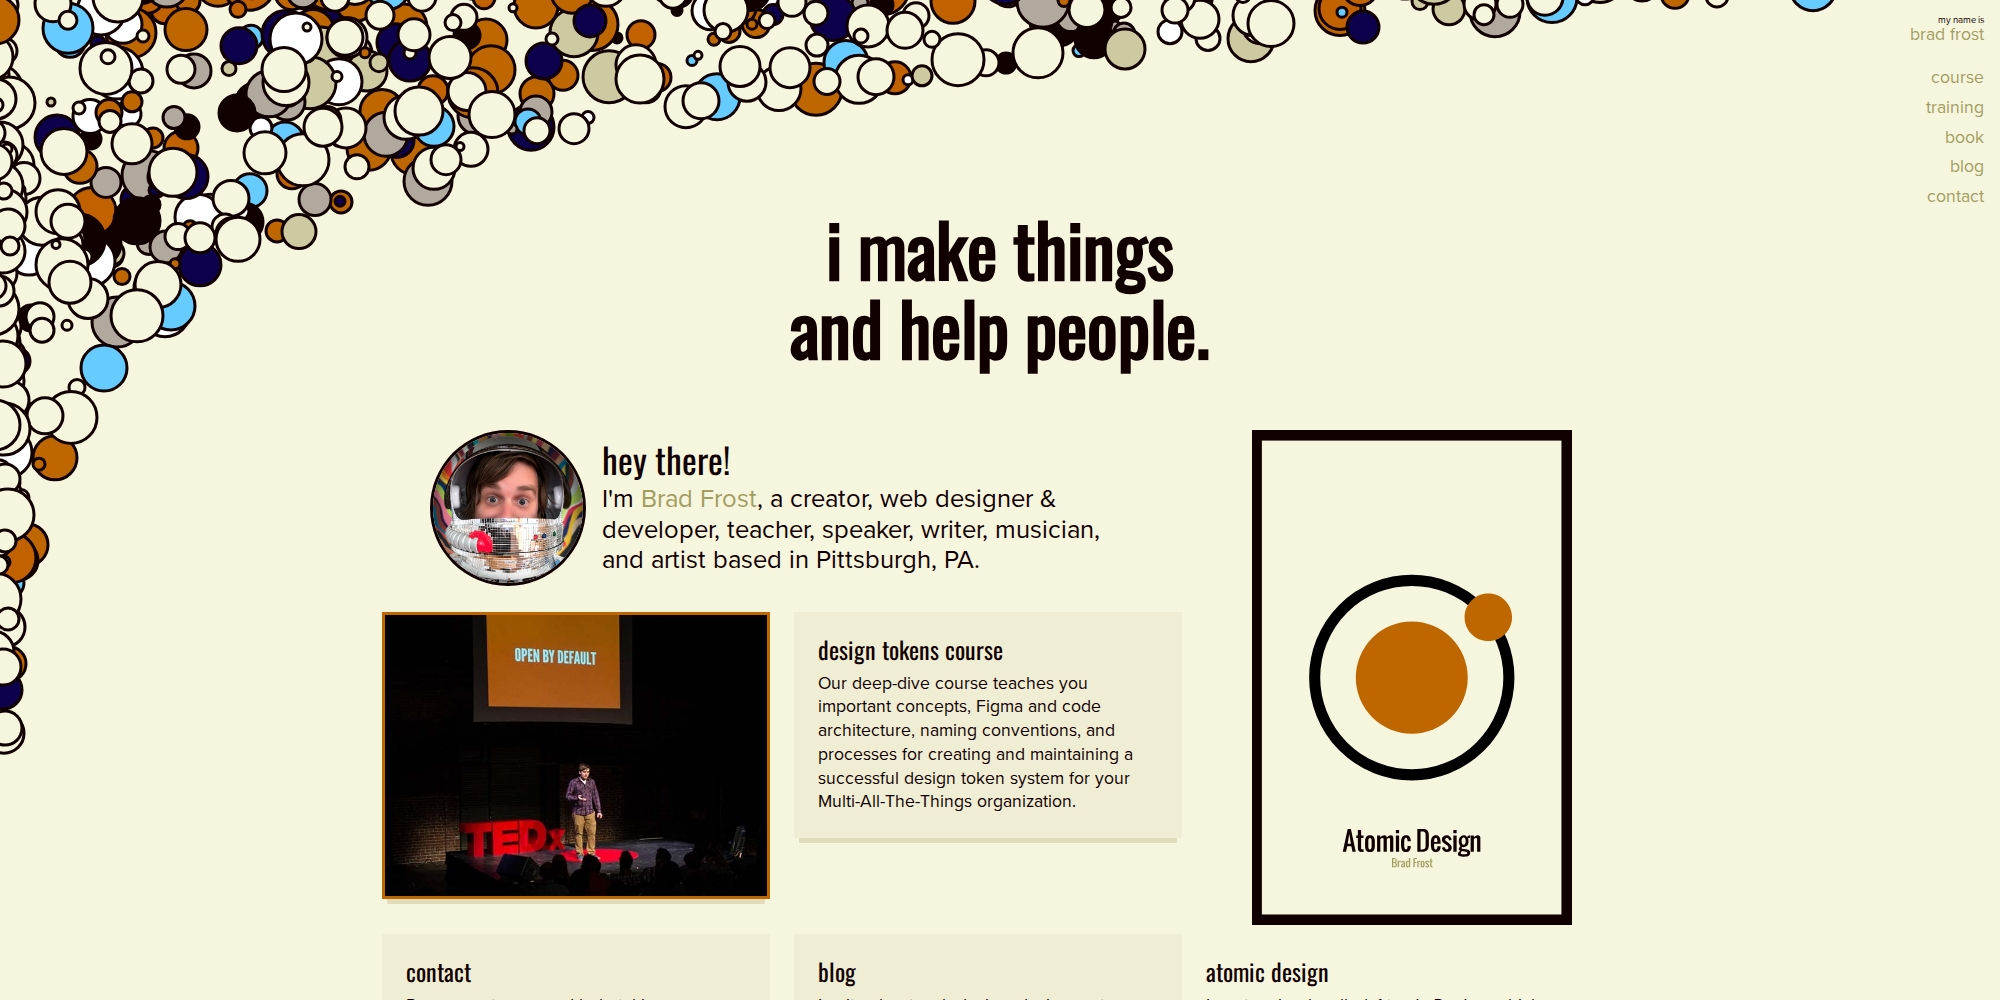 my name is
brad frost
course
training
book
blog
contact
i make things
and help people.
hey there!
I'm Brad Frost, a creator, web designer &
developer, teacher, speaker, writer, musician,
and artist based in Pittsburgh, PA.
OPEN BY DEFAULT
TEDx
design tokens course
Our deep-dive course teaches you
important concepts, Figma and code
architecture, naming conventions, and
processes for creating and maintaining a
successful design token system for your
Multi-All-The-Things organization.
Atomic Design
Brad Frost
contact
blog
atomic design